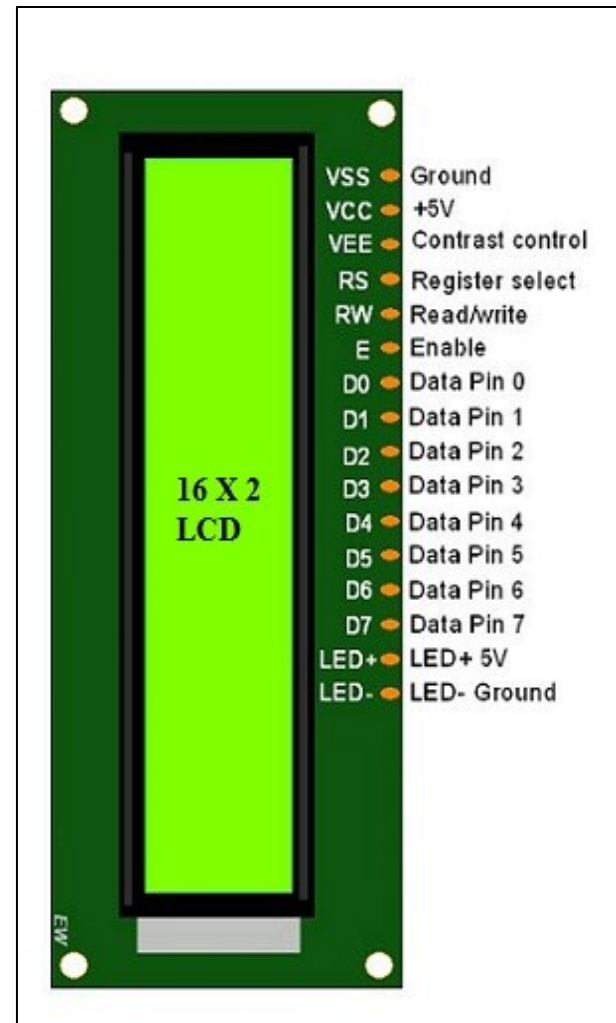 VSS Ground
VCC +5V
VEE Contrast control
RS Register select
RW Read/write
E Enable
D0 Data Pin 0
D1 Data Pin 1
D2 Data Pin 2
D3 Data Pin 3
D4 Data Pin 4
D5 Data Pin 5
D6 Data Pin 6
D7 Data Pin 7
LED+ LED+ 5V
LED- LED- Ground
16 X 2
LCD
EW